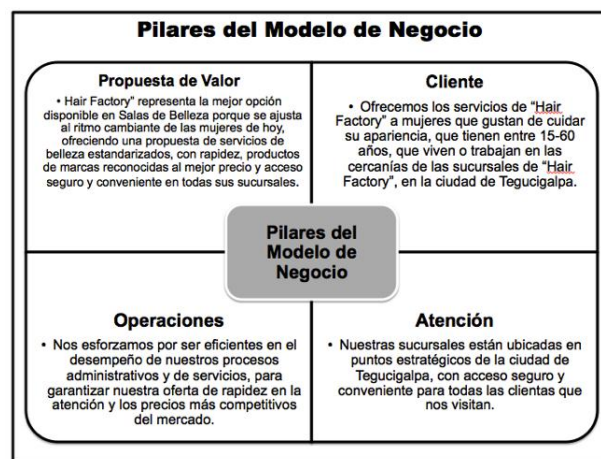 Pilares del Modelo de Negocio
Propuesta de Valor
• Hair Factory” representa la mejor opción
disponible en Salas de Belleza porque se ajusta
al ritmo cambiante de las mujeres de hoy,
ofreciendo una propuesta de servicios de
belleza estandarizados, con rapidez, productos
de marcas reconocidas al mejor precio y acceso
seguro y conveniente en todas sus sucursales.
Cliente
• Ofrecemos los servicios de “Hair
Factory” a mujeres que gustan de cuidar
su apariencia, que tienen entre 15-60
años, que viven o trabajan en las
cercanías de las sucursales de “Hair
Factory”, en la ciudad de Tegucigalpa.
Pilares del
Modelo de
Negocio
Operaciones
• Nos esforzamos por ser eficientes en el
desempeño de nuestros procesos
administrativos y de servicios, para
garantizar nuestra oferta de rapidez en la
atención y los precios más competitivos
del mercado.
Atención
• Nuestras sucursales están ubicadas en
puntos estratégicos de la ciudad de
Tegucigalpa, con acceso seguro y
conveniente para todas las clientas que
nos visitan.